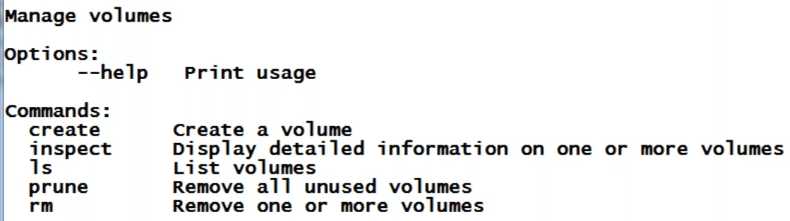 Manage volumes
Options:
--help Print usage
Commands:
create Create a volume
inspect Display detailed information on one or more volumes
ls List volumes
prune Remove all unused volumes
rm Remove one or more volumes